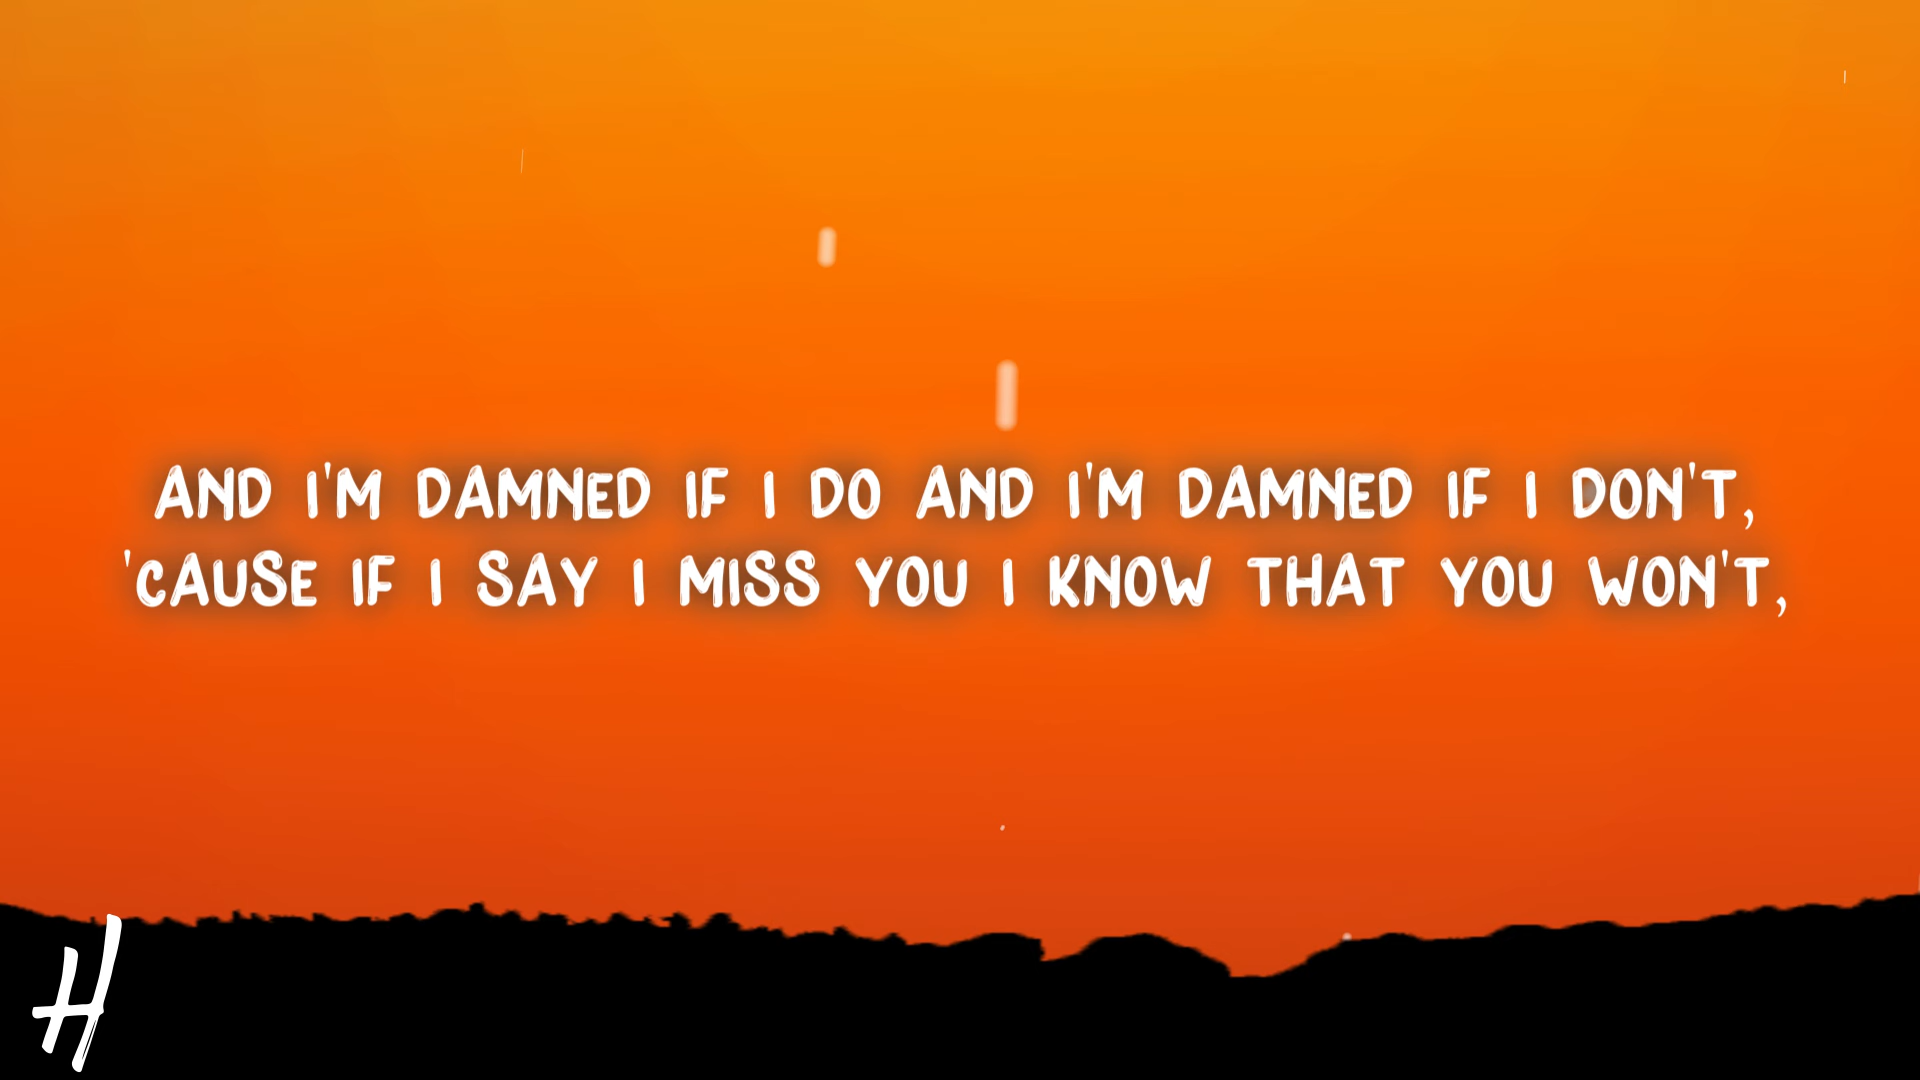 AND I'M DAMNED IF I DO AND I'M DAMNED IF I DON'T,
'CAUSE IF I SAY I MISS YOU I KNOW THAT YOU WON'T,
H